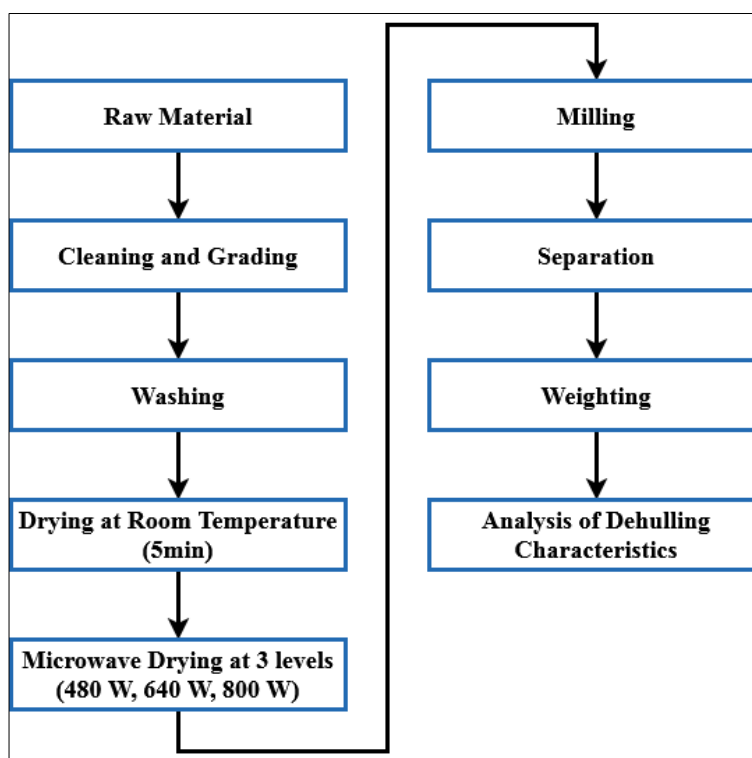 Raw Material
Cleaning and Grading
Washing
Drying at Room Temperature
(5min)
Microwave Drying at 3 levels
(480 W, 640 W, 800 W)
Milling
Separation
Weighting
Analysis of Dehulling
Characteristics